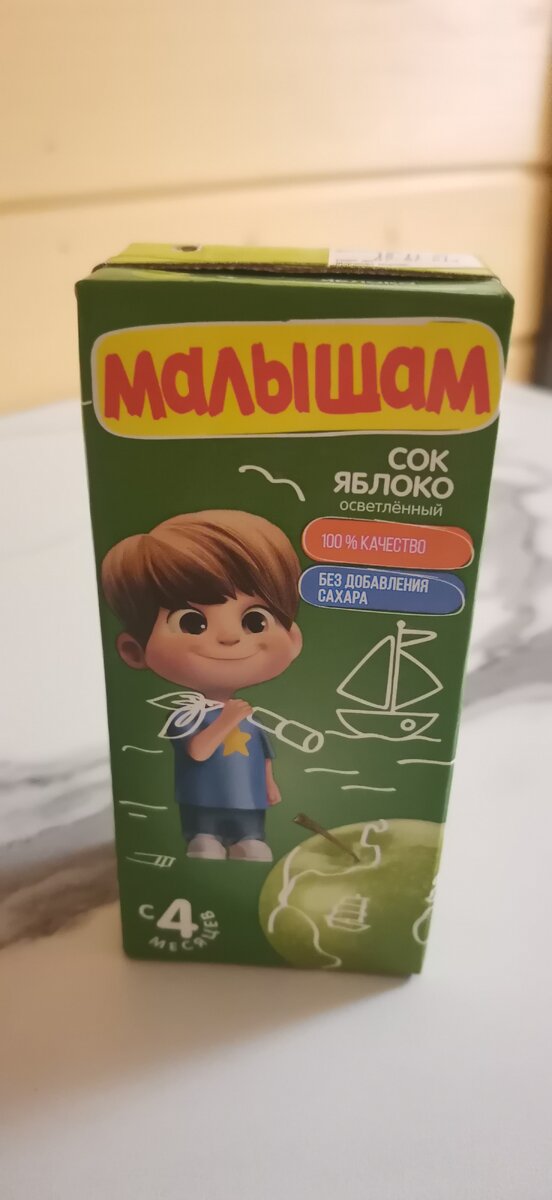 МАЛЫШАМ
СОК
ЯБЛОКО
осветлённый
100 % КАЧЕСТВО
БЕЗ ДОБАВЛЕНИЯ
САХАРА
С 4
МЕСЯЦЕВ